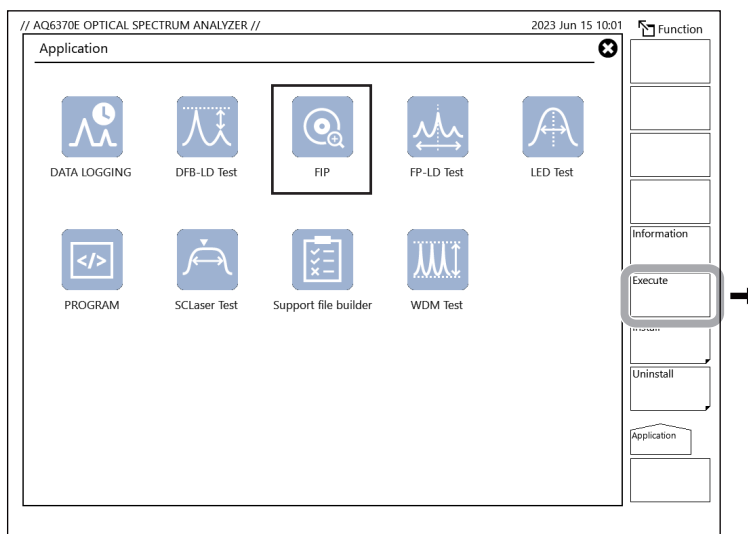 // AQ6370E OPTICAL SPECTRUM ANALYZER // 2023 Jun 15 10:01
Function
Application
DATA LOGGING DFB-LD Test FIP FP-LD Test LED Test
Information
Execute
PROGRAM </> SCLaser Test Support file builder WDM Test
Install
Uninstall
Application